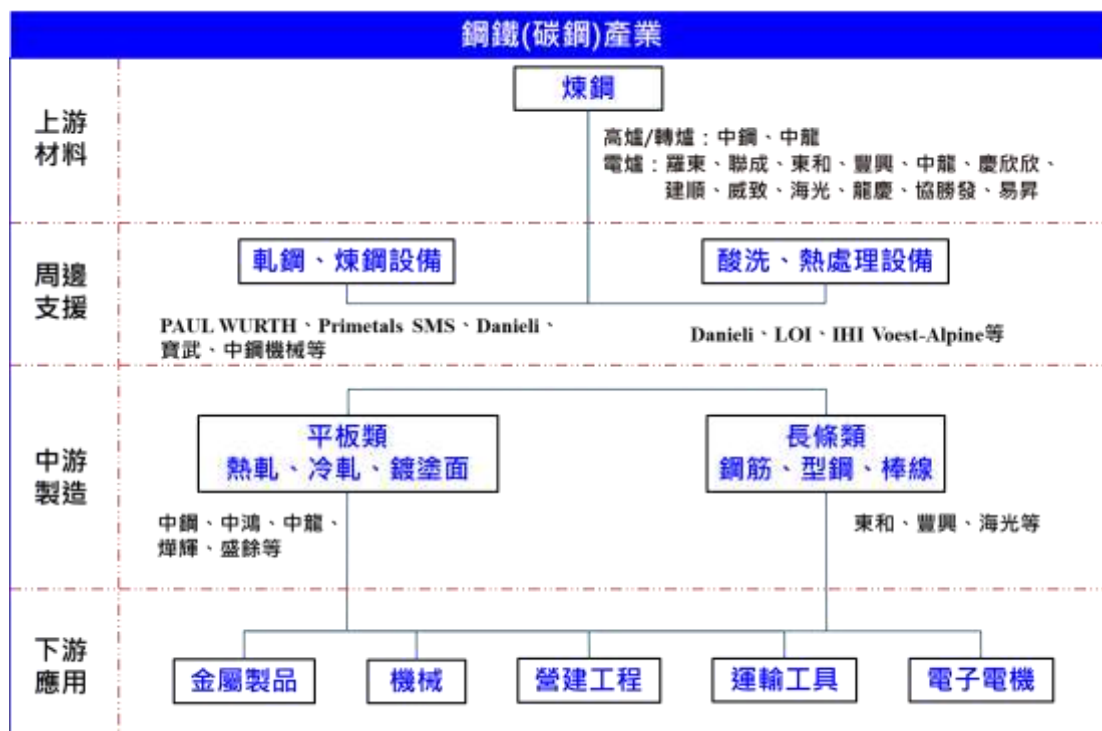 鋼鐵(碳鋼)產業
上游
材料
煉鋼
高爐/轉爐：中鋼、中龍
電爐：羅東、聯成、東和、豐興、中龍、慶欣欣、
建順、威致、海光、龍慶、協勝發、易昇
周邊
支援
軋鋼、煉鋼設備
酸洗、熱處理設備
PAUL WURTH、Primetals SMS、Danieli、
寶武、中鋼機械等
Danieli、LOI、IHI Voest-Alpine等
中游
製造
平板類
熱軋、冷軋、鍍塗面
長條類
鋼筋、型鋼、棒線
中鋼、中鴻、中龍、
燁輝、盛餘等
東和、豐興、海光等
下游
應用
金屬製品
機械
營建工程
運輸工具
電子電機